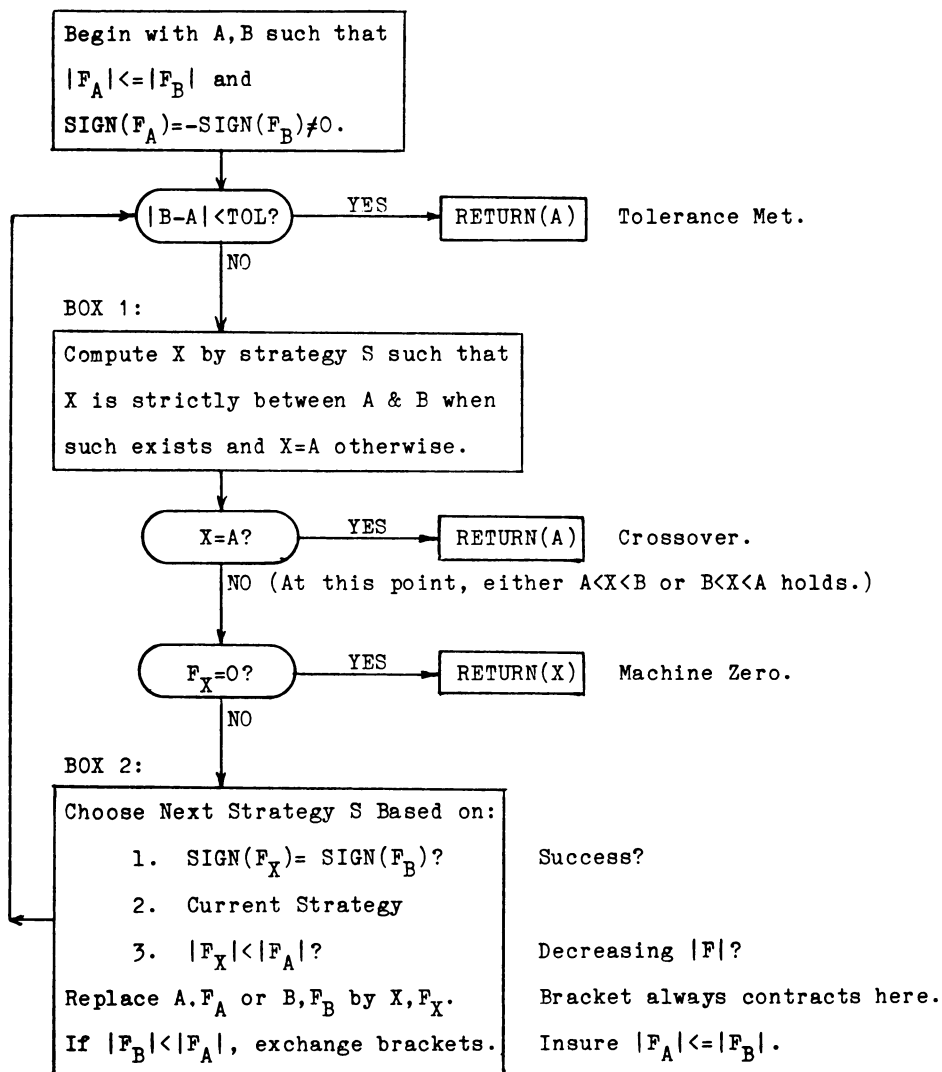 Begin with A,B such that
|F_A|<=|F_B| and
SIGN(F_A)=-SIGN(F_B)≠0.
|B-A|<TOL?
YES
RETURN(A)
Tolerance Met.
NO
BOX 1:
Compute X by strategy S such that
X is strictly between A & B when
such exists and X=A otherwise.
X=A?
YES
RETURN(A)
Crossover.
NO (At this point, either A<X<B or B<X<A holds.)
F_X=0?
YES
RETURN(X)
Machine Zero.
NO
BOX 2:
Choose Next Strategy S Based on:
1. SIGN(F_X)= SIGN(F_B)?
Success?
2. Current Strategy
3. |F_X|<|F_A|?
Decreasing |F|?
Replace A,F_A or B,F_B by X,F_X.
Bracket always contracts here.
If |F_B|<|F_A|, exchange brackets.
Insure |F_A|<=|F_B|.